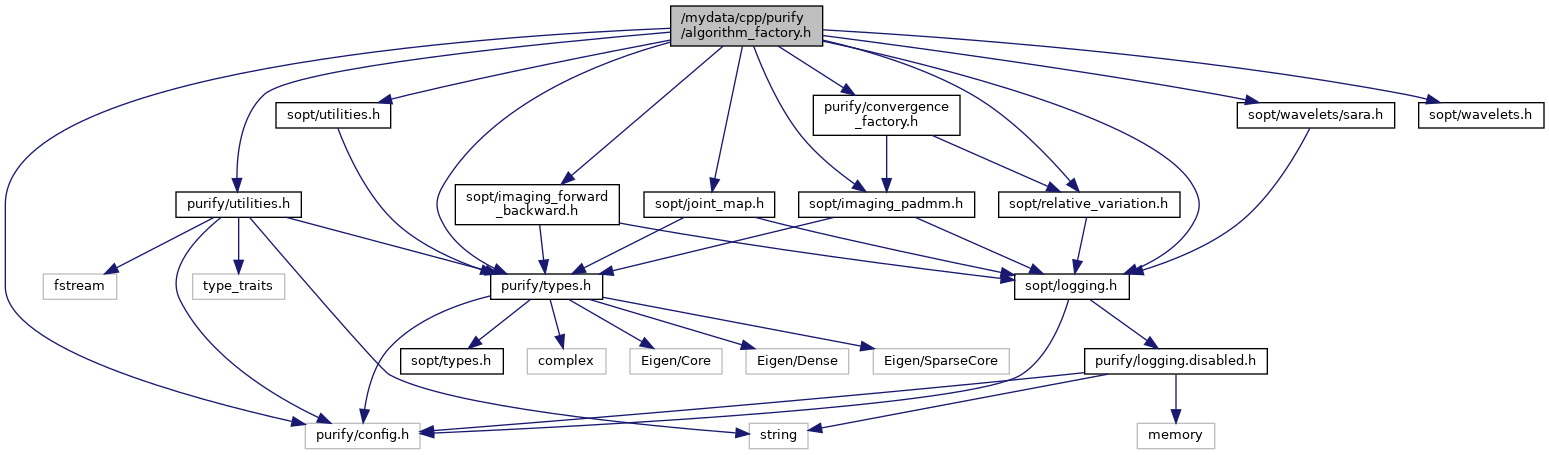 /mydata/cpp/purify
/algorithm_factory.h
purify/convergence
_factory.h
sopt/utilities.h
sopt/wavelets/sara.h
sopt/wavelets.h
purify/utilities.h
sopt/imaging_forward
_backward.h
sopt/joint_map.h
sopt/imaging_padmm.h
sopt/relative_variation.h
fstream
type_traits
purify/types.h
sopt/logging.h
sopt/types.h
complex
Eigen/Core
Eigen/Dense
Eigen/SparseCore
purify/logging.disabled.h
purify/config.h
string
memory